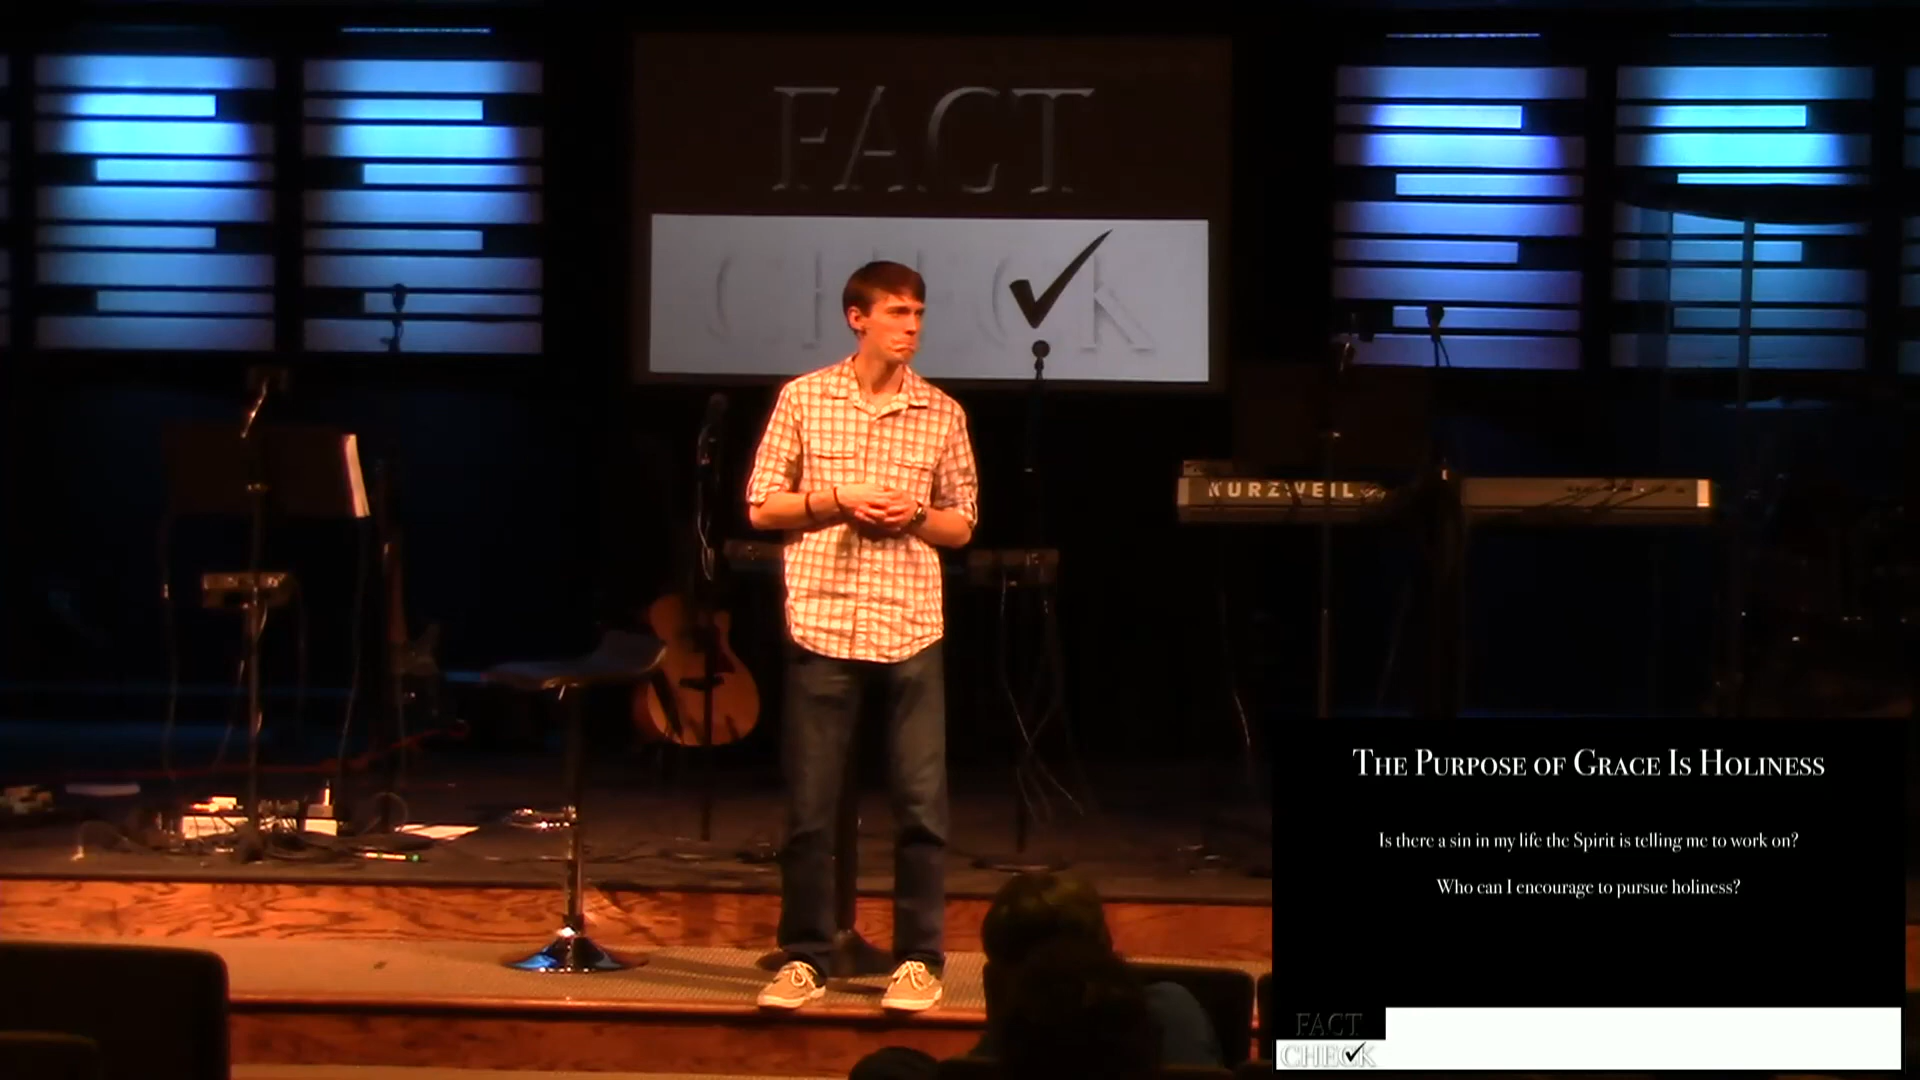 FACT
CHECK
KURZWEIL
The Purpose of Grace Is Holiness
Is there a sin in my life the Spirit is telling me to work on?
Who can I encourage to pursue holiness?
FACT
CHECK